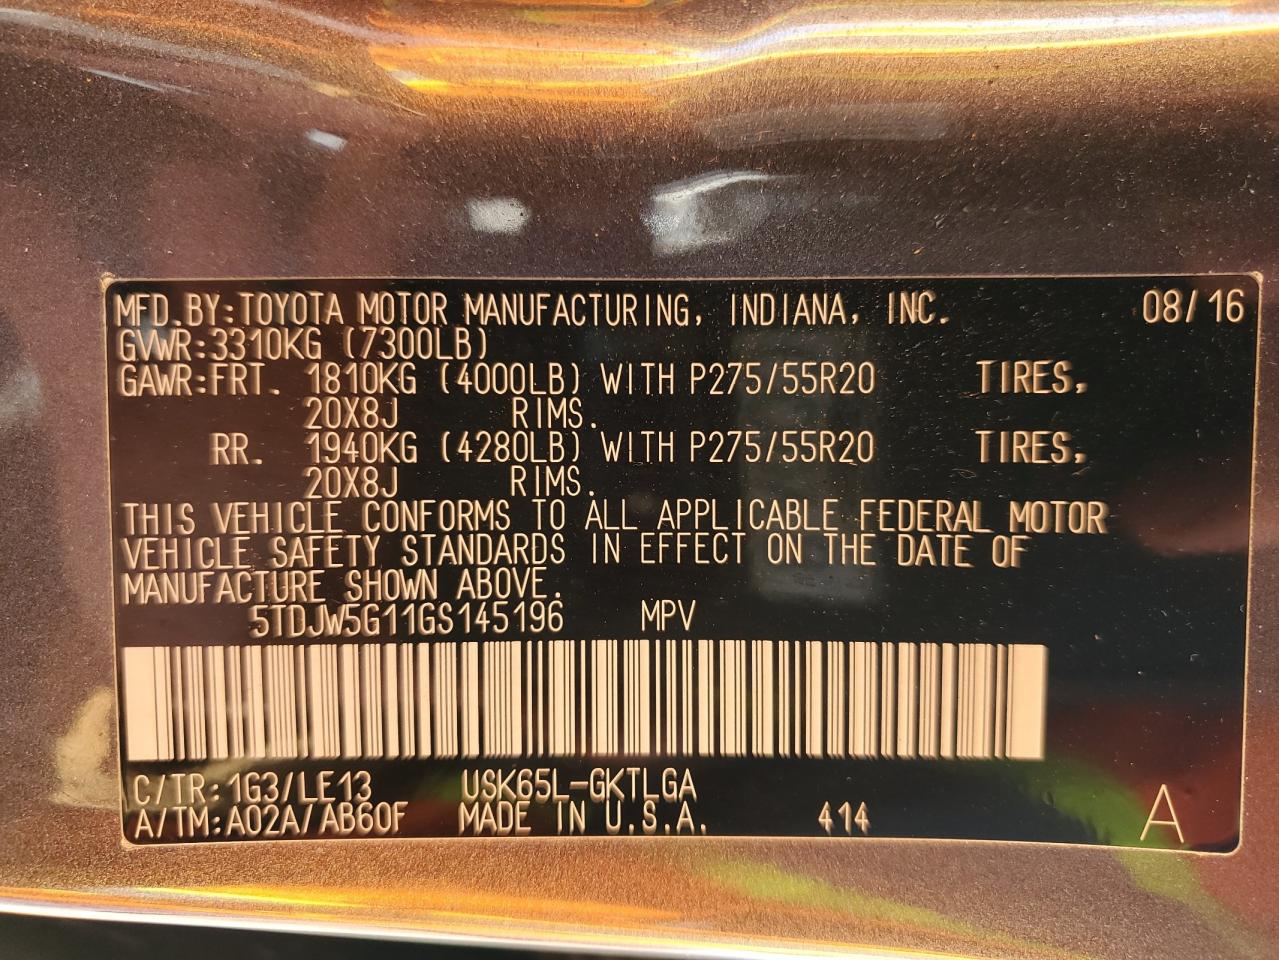 MFD.BY:TOYOTA MOTOR MANUFACTURING, INDIANA, INC. 08/16
GVWR:3310KG (7300LB)
GAWR:FRT. 1810KG (4000LB) WITH P275/55R20 TIRES,
20X8J RIMS.
RR. 1940KG (4280LB) WITH P275/55R20 TIRES,
20X8J RIMS.
THIS VEHICLE CONFORMS TO ALL APPLICABLE FEDERAL MOTOR
VEHICLE SAFETY STANDARDS IN EFFECT ON THE DATE OF
MANUFACTURE SHOWN ABOVE.
5TDJW5G11GS145196 MPV
C/TR:1G3/LE13 USK65L-GKTLGA
A/TM:A02A/AB60F MADE IN U.S.A. 414 A